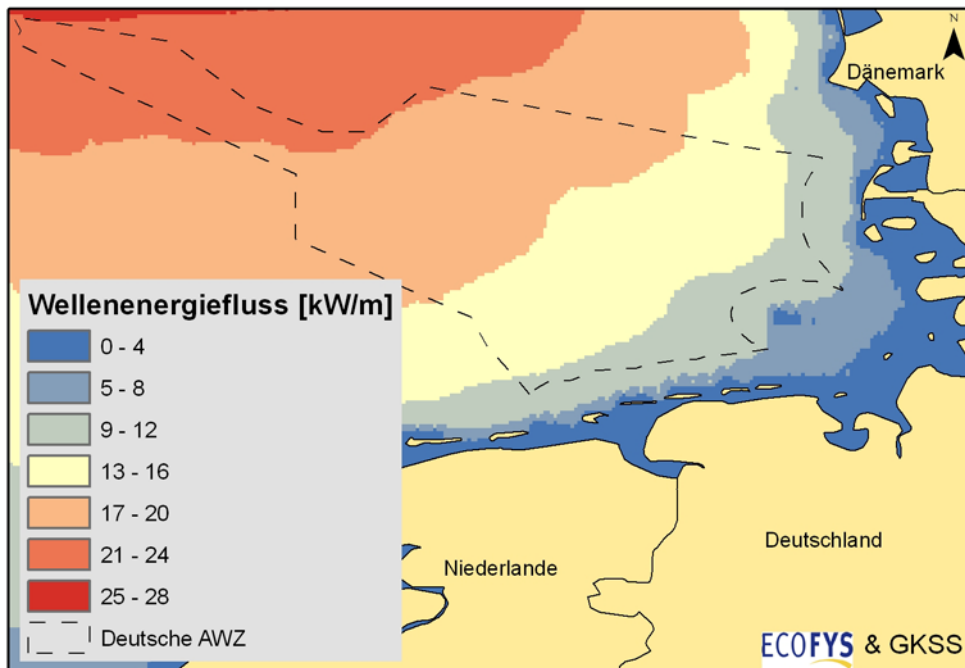 N
Dänemark
Wellenenergiefluss [kW/m]
0 - 4
5 - 8
9 - 12
13 - 16
17 - 20
21 - 24
25 - 28
Deutsche AWZ
Niederlande
Deutschland
ECOFYS & GKSS